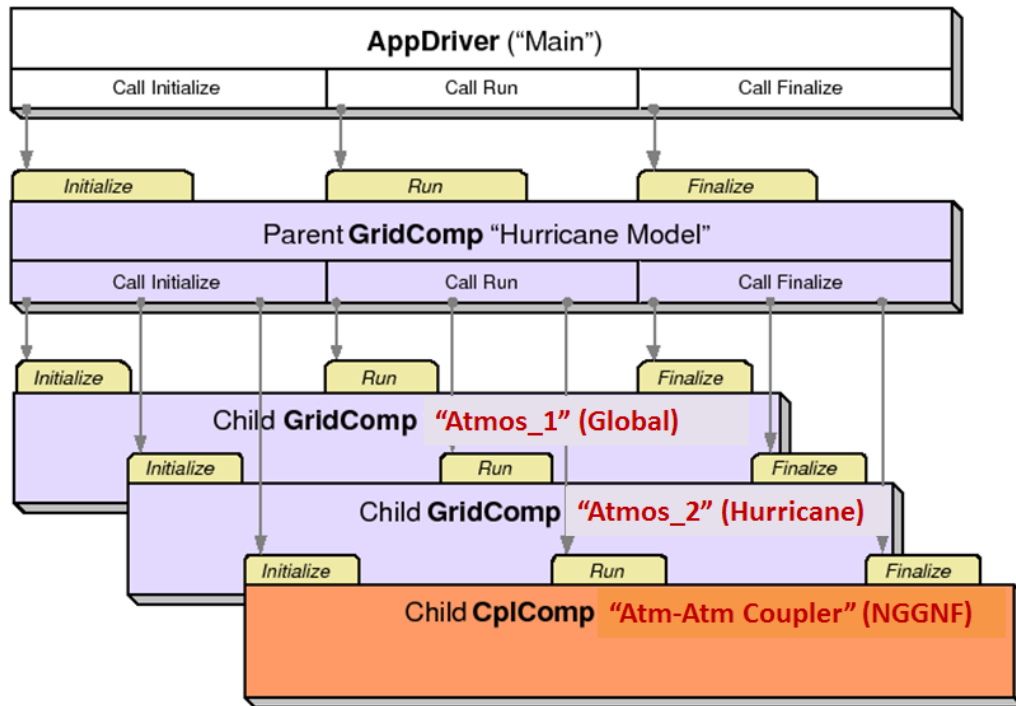 AppDriver (“Main”)
Call Initialize Call Run Call Finalize
Initialize Run Finalize
Parent GridComp “Hurricane Model”
Call Initialize Call Run Call Finalize
Initialize Run Finalize
Child GridComp “Atmos_1” (Global)
Initialize Run Finalize
Child GridComp “Atmos_2” (Hurricane)
Initialize Run Finalize
Child CplComp “Atm-Atm Coupler” (NGGNF)